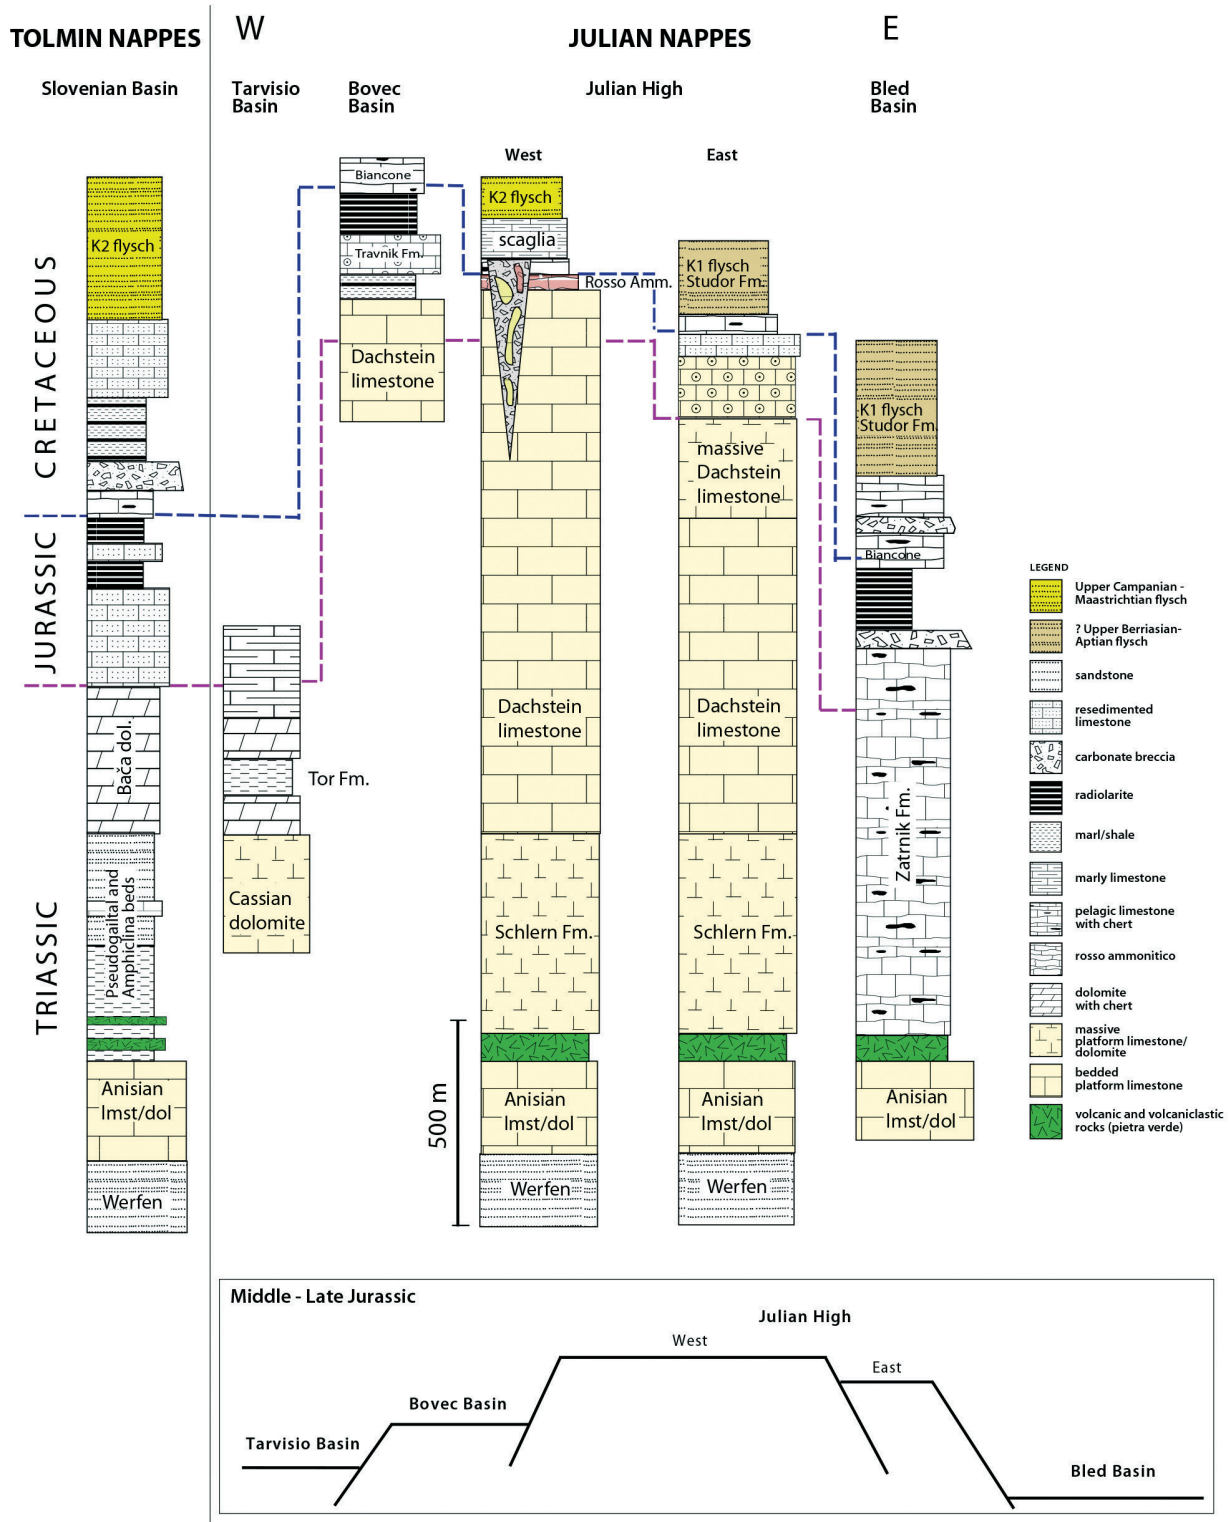 TOLMIN NAPPES
W
JULIAN NAPPES
E
Slovenian Basin
Tarvisio
Basin
Bovec
Basin
Julian High
Bled
Basin
West
East
CRETACEOUS
JURASSIC
TRIASSIC
K2 flysch
Bača dol.
Pseudogailtal and
Amphiclina beds
Anisian
lmst/dol
Werfen
Tor Fm.
Cassian
dolomite
Biancone
Travnik Fm.
Dachstein
limestone
K2 flysch
scaglia
Rosso Amm.
Dachstein
limestone
Schlern Fm.
Anisian
lmst/dol
Werfen
500 m
K1 flysch
Studor Fm.
massive
Dachstein
limestone
Dachstein
limestone
Schlern Fm.
Anisian
lmst/dol
Werfen
K1 flysch
Studor Fm.
Biancone
Zatrnik Fm.
Anisian
lmst/dol
LEGEND
Upper Campanian -
Maastrichtian flysch
? Upper Berriasian-
Aptian flysch
sandstone
resedimented
limestone
carbonate breccia
radiolarite
marl/shale
marly limestone
pelagic limestone
with chert
rosso ammonitico
dolomite
with chert
massive
platform limestone/
dolomite
bedded
platform limestone
volcanic and volcaniclastic
rocks (pietra verde)
Middle - Late Jurassic
Julian High
West
East
Bovec Basin
Tarvisio Basin
Bled Basin